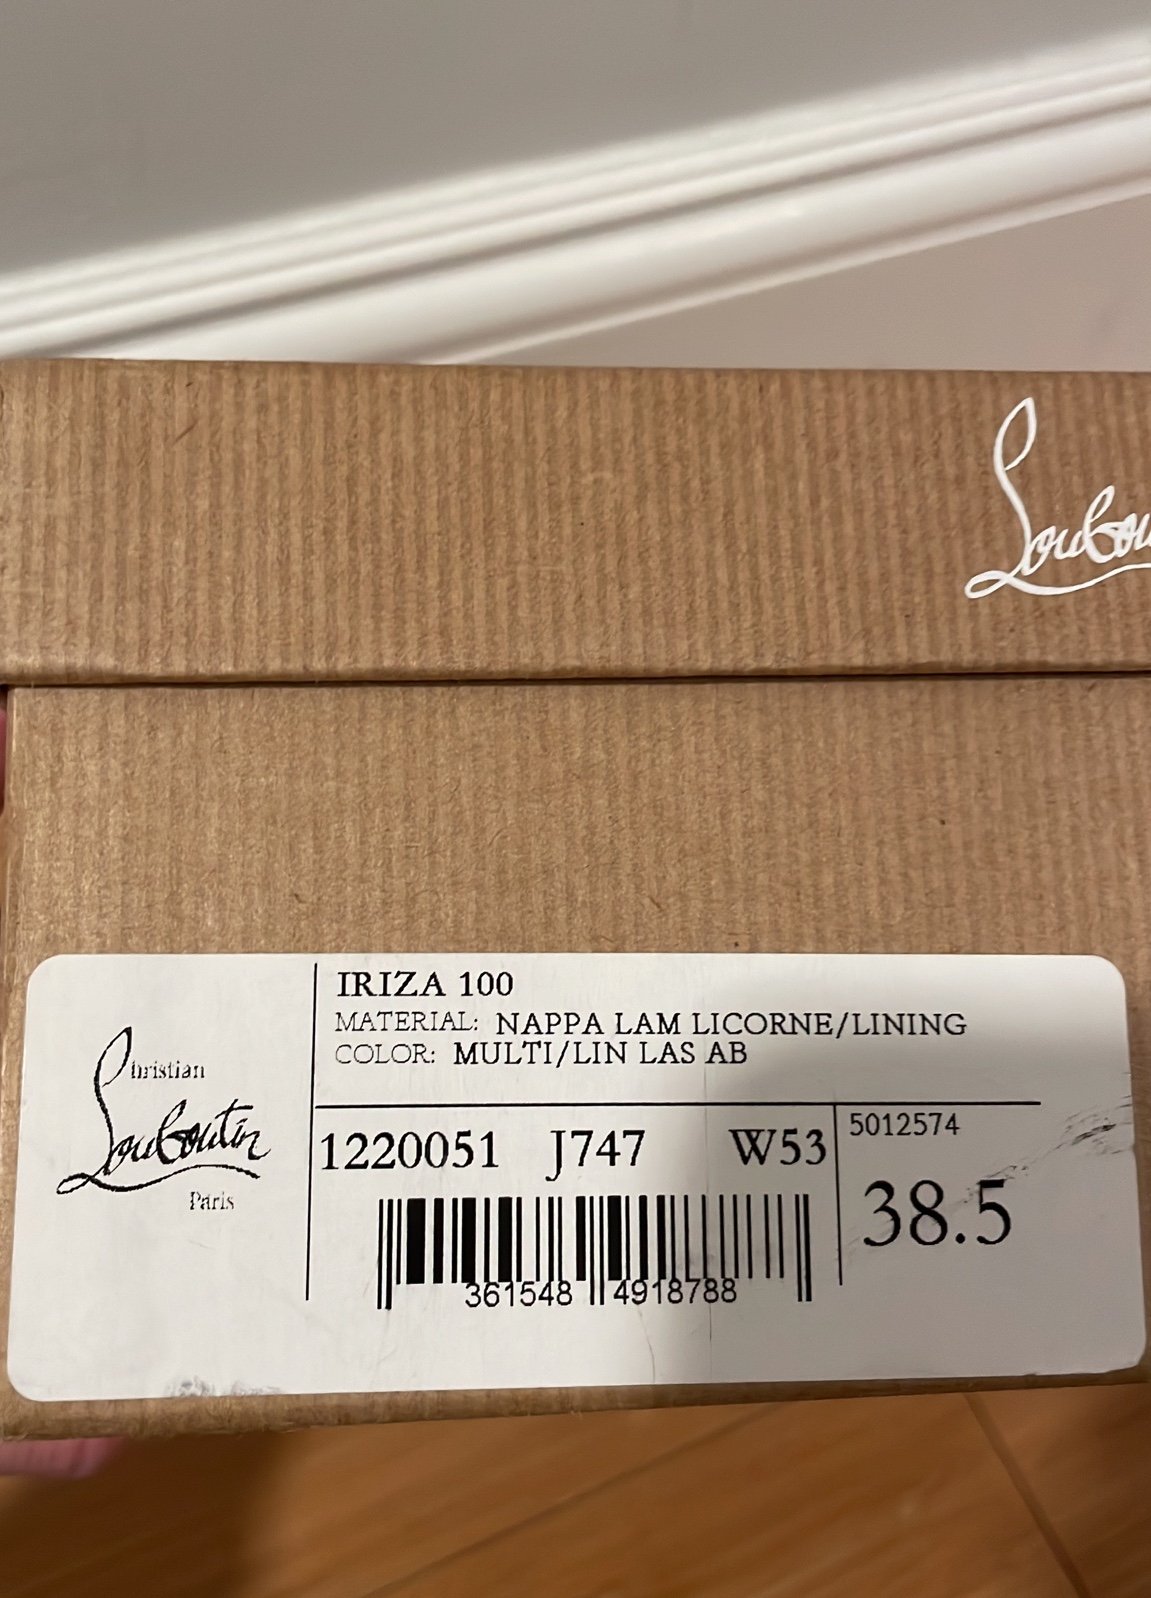 Loubou
IRIZA 100
MATERIAL: NAPPA LAM LICORNE/LINING
COLOR: MULTI/LIN LAS AB
Christian
Louboutin
Paris
1220051 J747 W53
5012574
38.5
361548 4918788